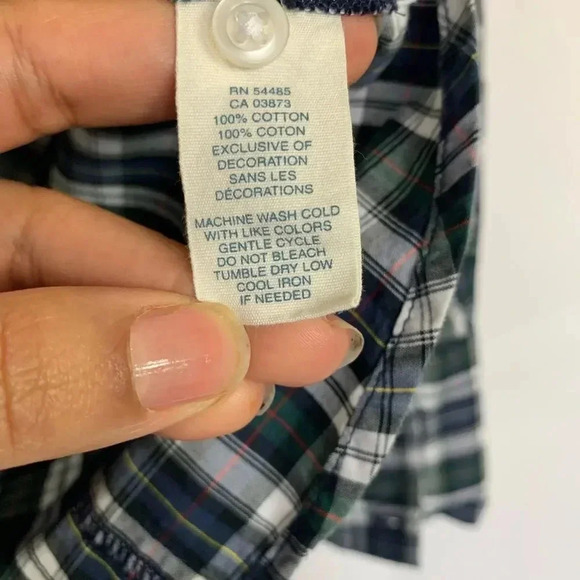 RN 54485
CA 03873
100% COTTON
100% COTON
EXCLUSIVE OF
DECORATION
SANS LES
DÉCORATIONS
MACHINE WASH COLD
WITH LIKE COLORS
GENTLE CYCLE
DO NOT BLEACH
TUMBLE DRY LOW
COOL IRON
IF NEEDED